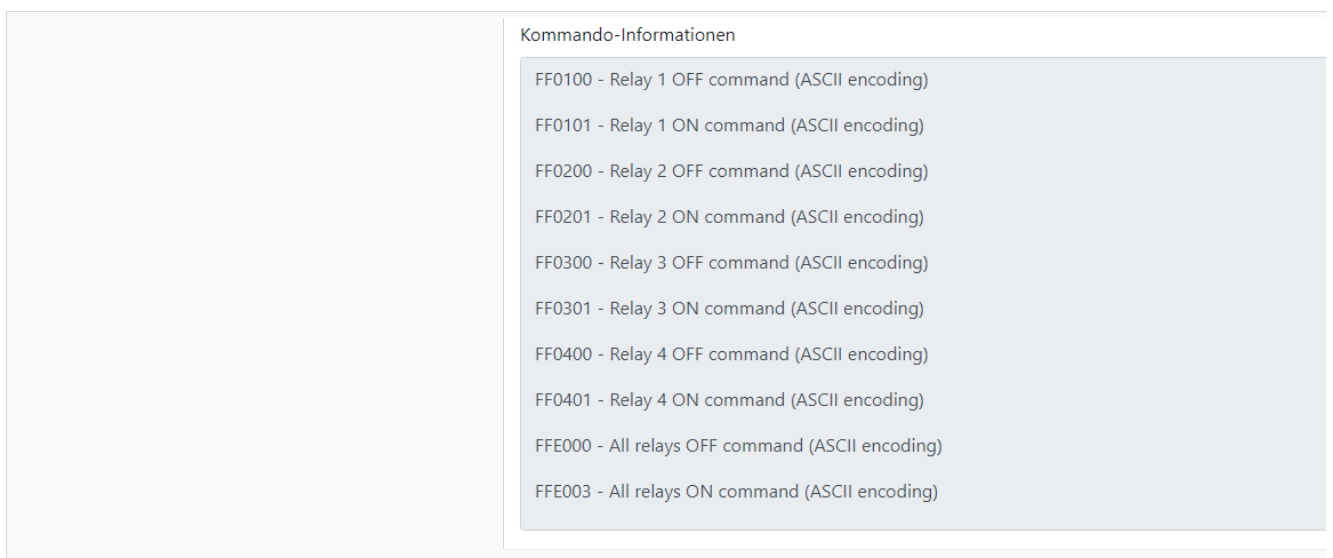 Kommando-Informationen
FF0100 - Relay 1 OFF command (ASCII encoding)
FF0101 - Relay 1 ON command (ASCII encoding)
FF0200 - Relay 2 OFF command (ASCII encoding)
FF0201 - Relay 2 ON command (ASCII encoding)
FF0300 - Relay 3 OFF command (ASCII encoding)
FF0301 - Relay 3 ON command (ASCII encoding)
FF0400 - Relay 4 OFF command (ASCII encoding)
FF0401 - Relay 4 ON command (ASCII encoding)
FFE000 - All relays OFF command (ASCII encoding)
FFE003 - All relays ON command (ASCII encoding)